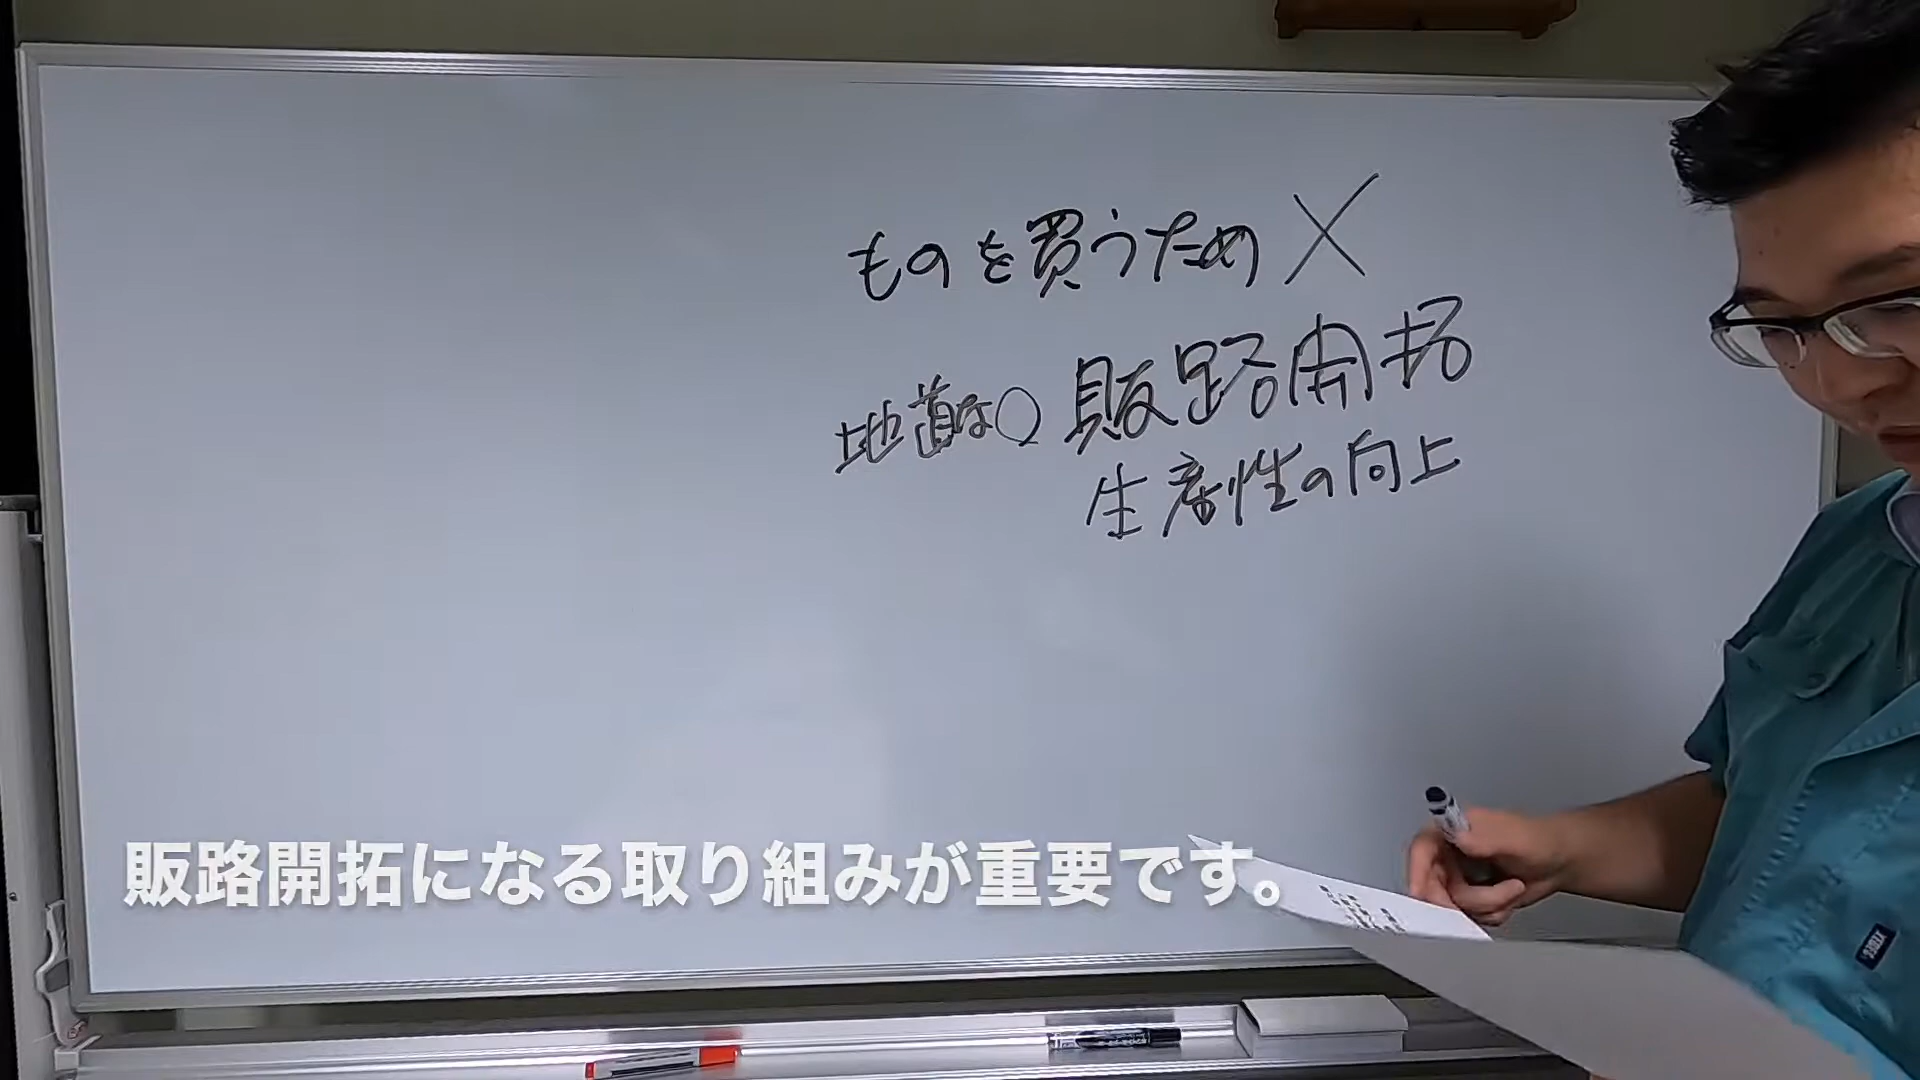 ものを買うため ×
地道な○ 販路開拓
生産性の向上
販路開拓になる取り組みが重要です。